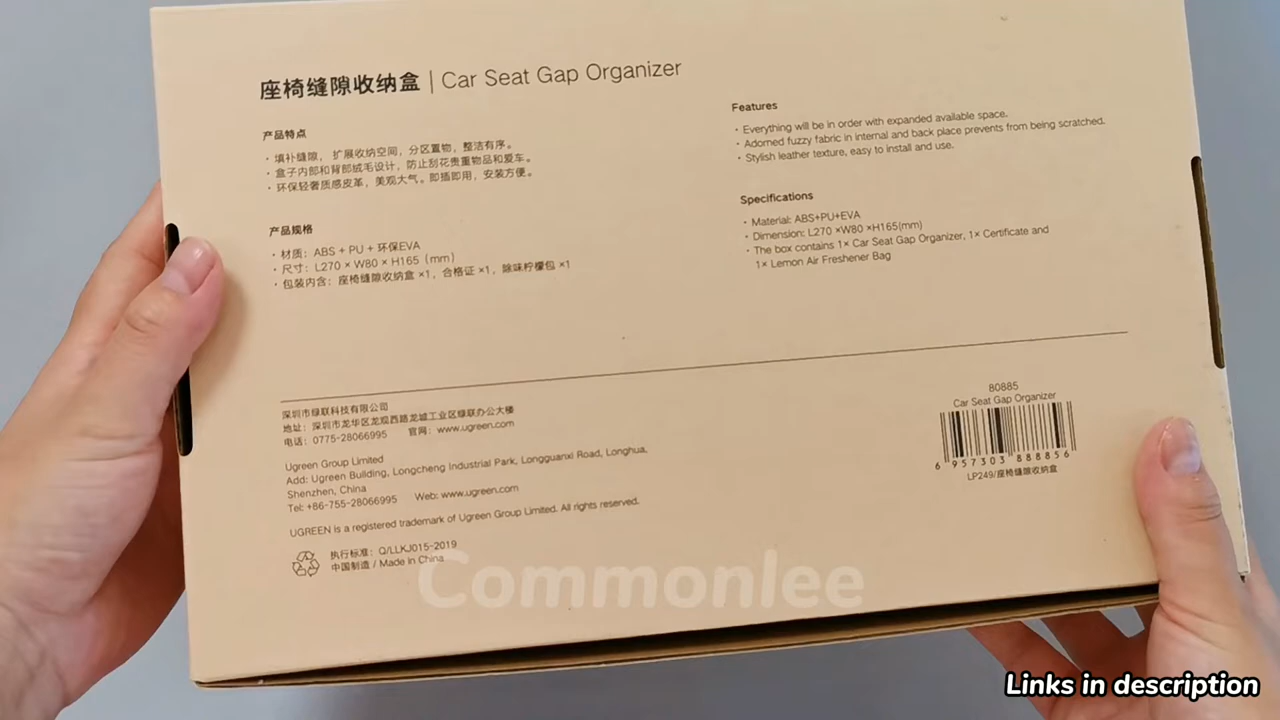 座椅缝隙收纳盒 | Car Seat Gap Organizer
产品特点
· 填补缝隙，扩展收纳空间，分区置物，整洁有序。
· 盒子内部和背部绒毛设计，防止刮花贵重物品和爱车。
· 环保轻奢质感皮革，美观大气。即插即用，安装方便。
产品规格
· 材质：ABS + PU + 环保EVA
· 尺寸：L270 × W80 × H165（mm）
· 包装内含：座椅缝隙收纳盒 ×1，合格证 ×1，除味柠檬包 ×1
Features
· Everything will be in order with expanded available space.
· Adorned fuzzy fabric in internal and back place prevents from being scratched.
· Stylish leather texture, easy to install and use.
Specifications
· Material: ABS+PU+EVA
· Dimension: L270 ×W80 ×H165(mm)
· The box contains 1× Car Seat Gap Organizer, 1× Certificate and
1× Lemon Air Freshener Bag
深圳市绿联科技有限公司
地址：深圳市龙华区龙观西路龙城工业区绿联办公大楼
电话：0775-28066995 官网：www.ugreen.com
Ugreen Group Limited
Add: Ugreen Building, Longcheng Industrial Park, Longguanxi Road, Longhua,
Shenzhen, China
Tel: +86-755-28066995 Web: www.ugreen.com
UGREEN is a registered trademark of Ugreen Group Limited. All rights reserved.
执行标准：Q/LLKJ015-2019
中国制造 / Made In China
80885
Car Seat Gap Organizer
6 957303 888856
LP249/座椅缝隙收纳盒
Commonlee
Links in description